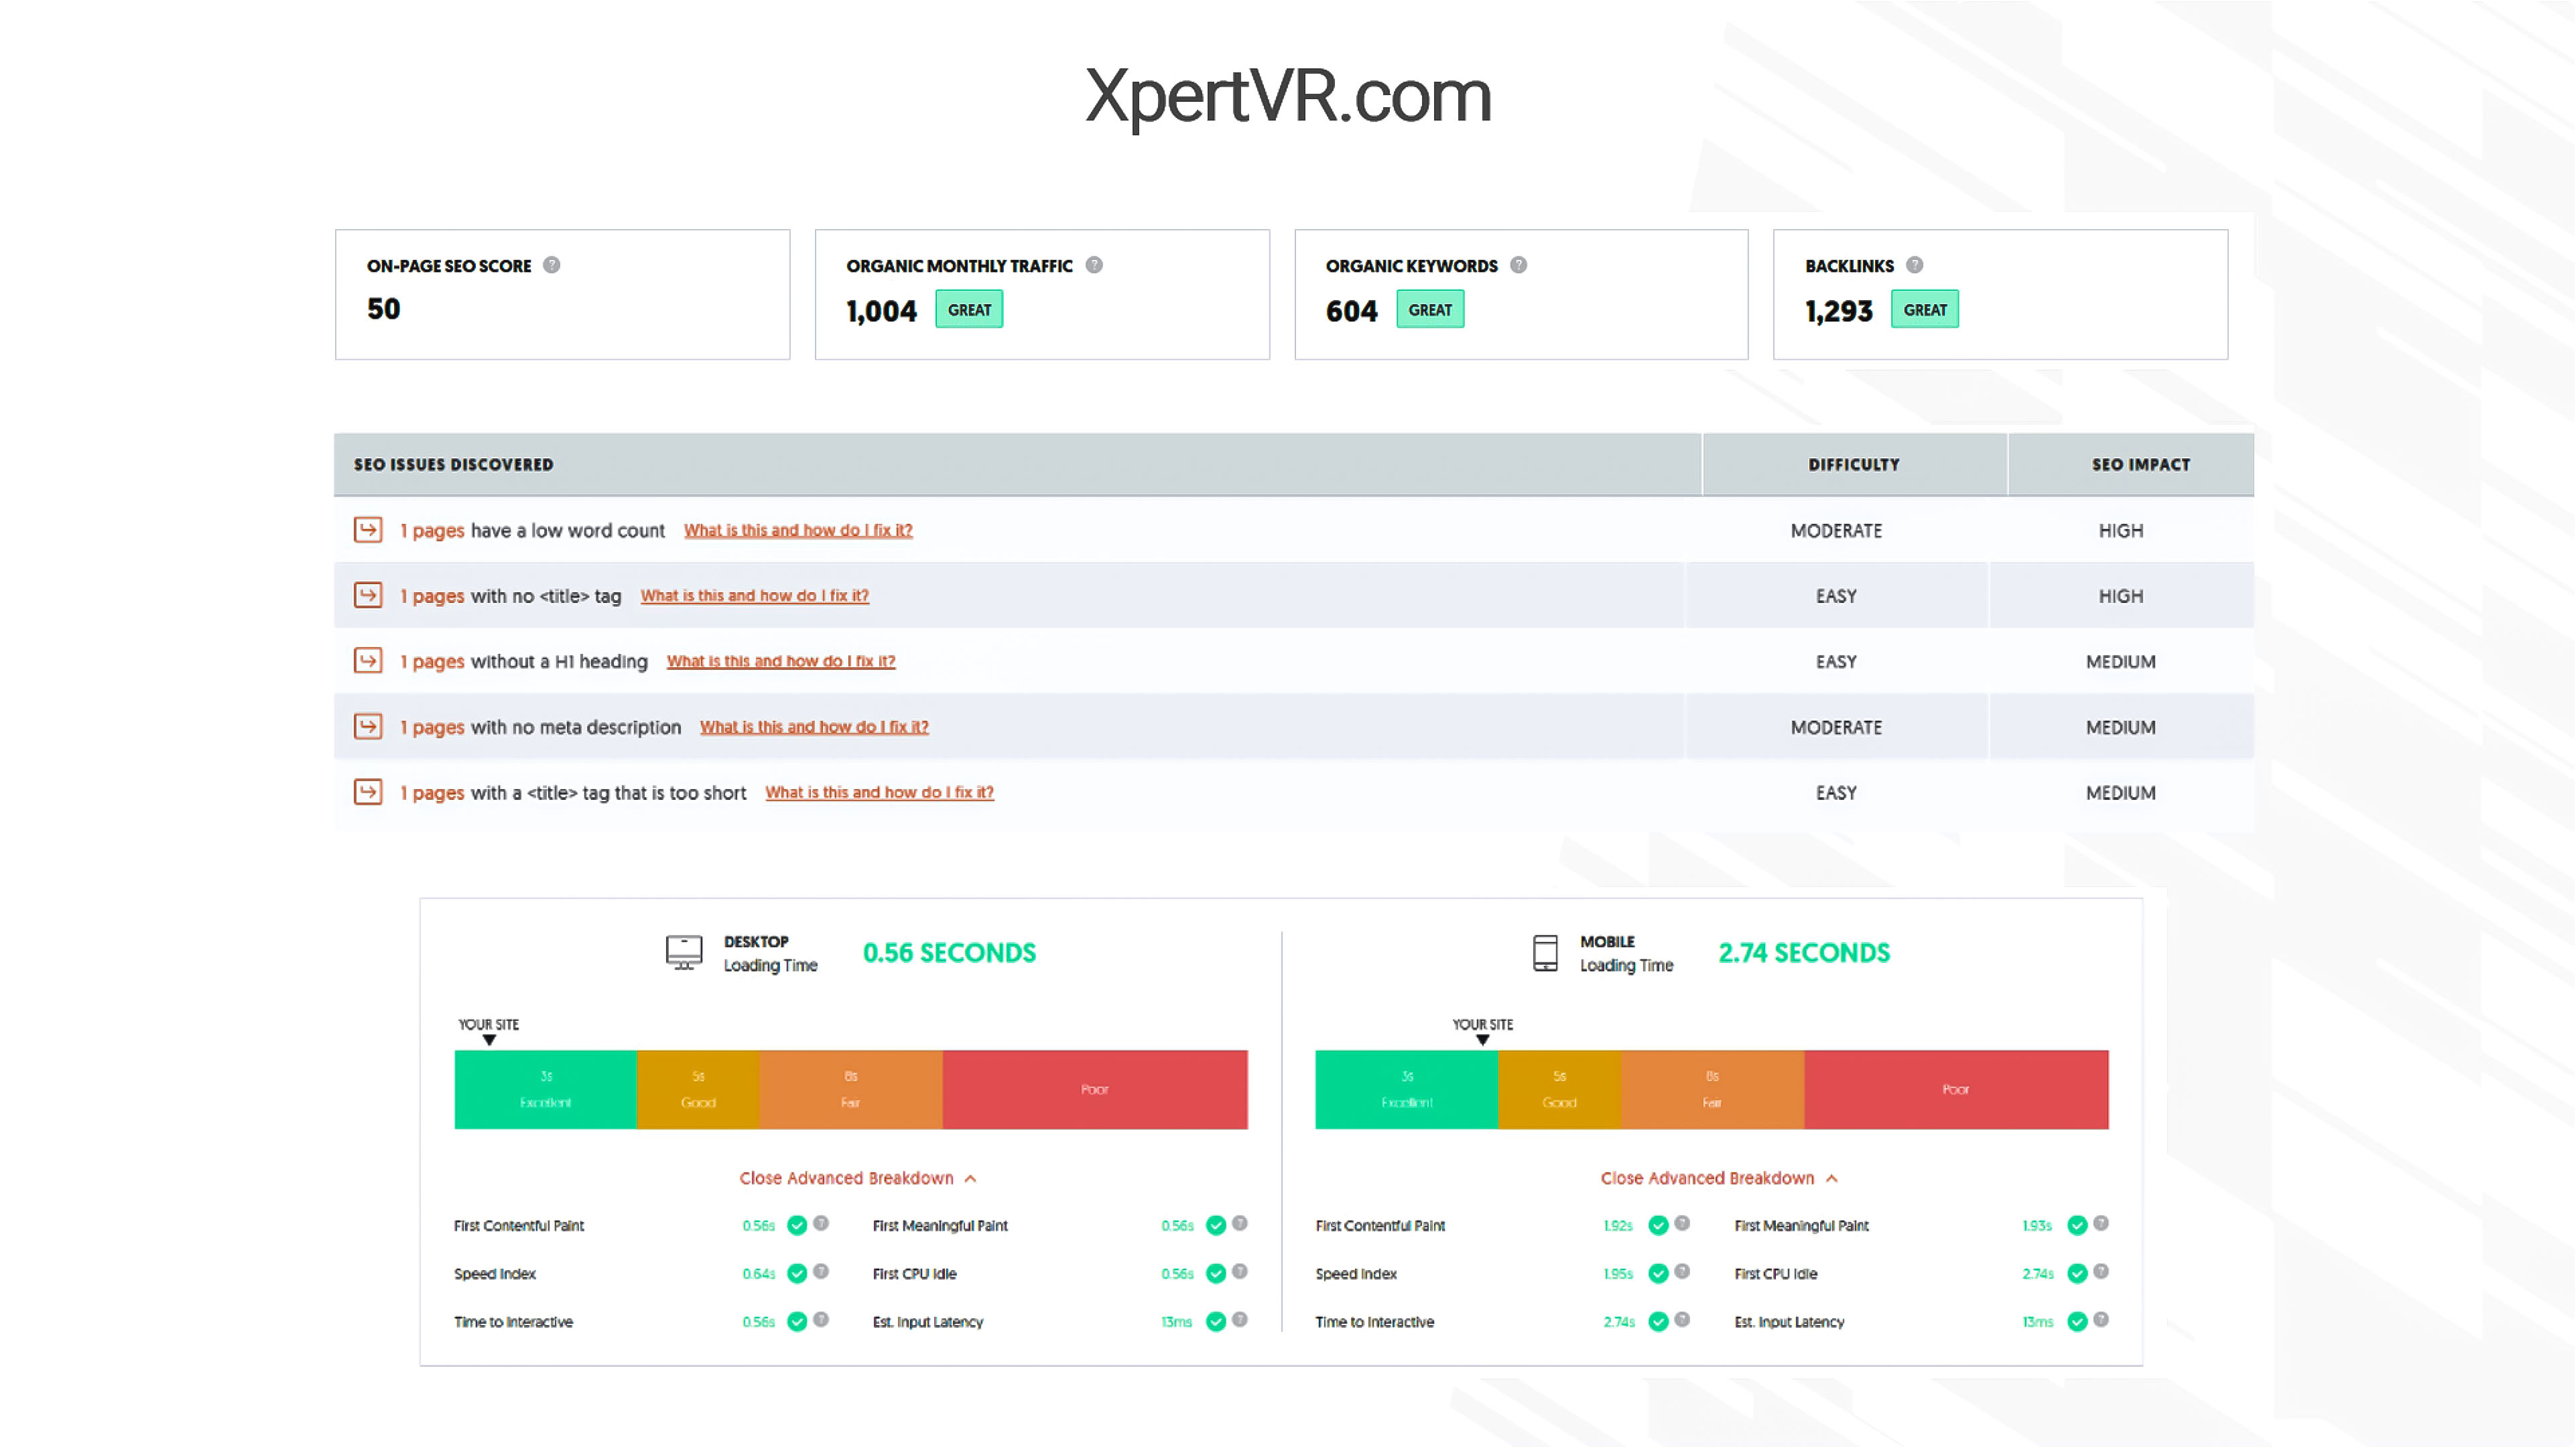 XpertVR.com
ON-PAGE SEO SCORE ?
50
ORGANIC MONTHLY TRAFFIC ?
1,004 GREAT
ORGANIC KEYWORDS ?
604 GREAT
BACKLINKS ?
1,293 GREAT
SEO ISSUES DISCOVERED DIFFICULTY SEO IMPACT
1 pages have a low word count What is this and how do I fix it? MODERATE HIGH
1 pages with no <title> tag What is this and how do I fix it? EASY HIGH
1 pages without a H1 heading What is this and how do I fix it? EASY MEDIUM
1 pages with no meta description What is this and how do I fix it? MODERATE MEDIUM
1 pages with a <title> tag that is too short What is this and how do I fix it? EASY MEDIUM
DESKTOP
Loading Time
0.56 SECONDS
YOUR SITE
3s 5s 8s
Excellent Good Fair Poor
Close Advanced Breakdown
First Contentful Paint 0.56s ? First Meaningful Paint 0.56s ?
Speed Index 0.64s ? First CPU Idle 0.56s ?
Time to Interactive 0.56s ? Est. Input Latency 13ms ?
MOBILE
Loading Time
2.74 SECONDS
YOUR SITE
3s 5s 8s
Excellent Good Fair Poor
Close Advanced Breakdown
First Contentful Paint 1.92s ? First Meaningful Paint 1.93s ?
Speed Index 1.95s ? First CPU Idle 2.74s ?
Time to Interactive 2.74s ? Est. Input Latency 13ms ?